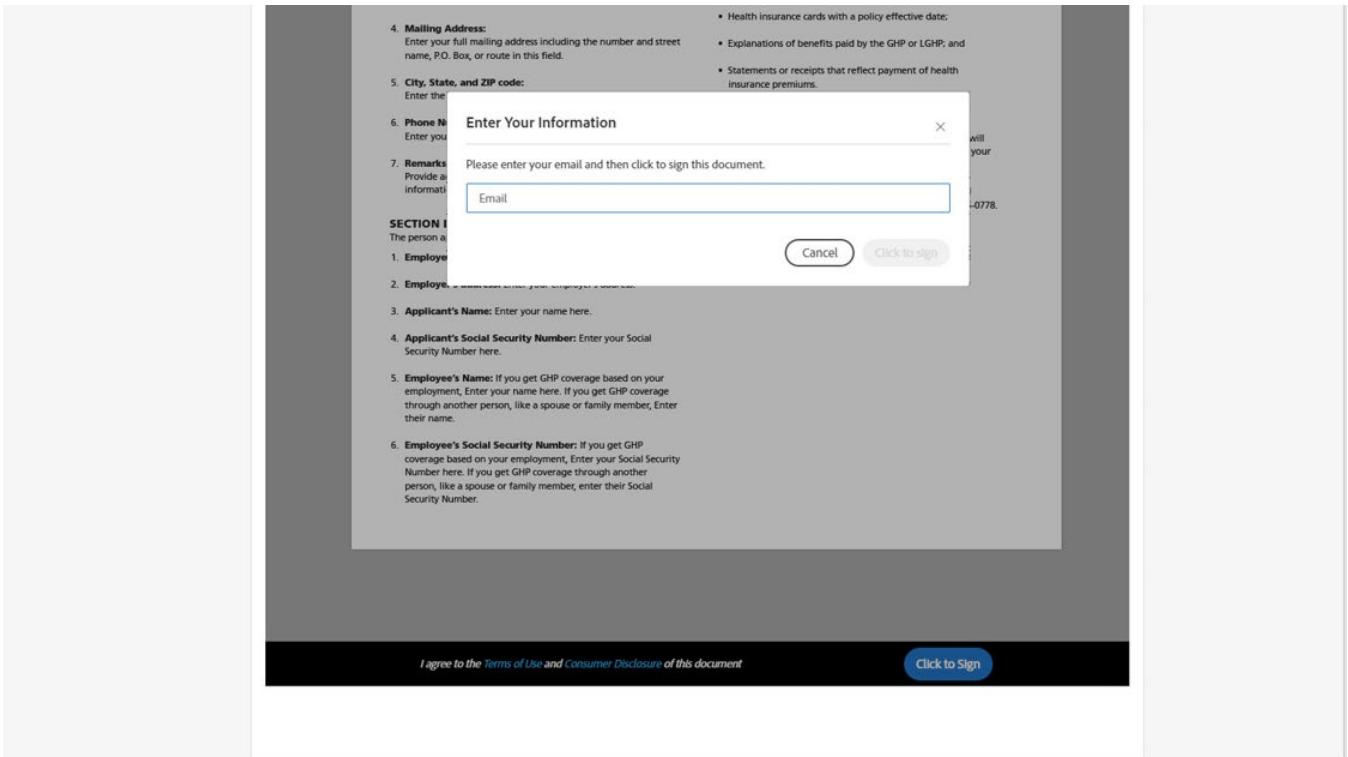 4. Mailing Address:
Enter your full mailing address including the number and street
name, P.O. Box, or route in this field.
5. City, State, and ZIP code:
Enter the
6. Phone
Enter you
7. Remarks
Provide
informati
SECTION I
The person
1. Employe
2. Employer's address: Enter your employer's address.
3. Applicant's Name: Enter your name here.
4. Applicant's Social Security Number: Enter your Social
Security Number here.
5. Employee's Name: If you get GHP coverage based on your
employment, Enter your name here. If you get GHP coverage
through another person, like a spouse or family member, Enter
their name.
6. Employee's Social Security Number: If you get GHP
coverage based on your employment, Enter your Social Security
Number here. If you get GHP coverage through another
person, like a spouse or family member, enter their Social
Security Number.
• Health insurance cards with a policy effective date;
• Explanations of benefits paid by the GHP or LGHP; and
• Statements or receipts that reflect payment of health
insurance premiums.
will
your
-0778.
Enter Your Information
×
Please enter your email and then click to sign this document.
Email
Cancel
Click to sign
I agree to the Terms of Use and Consumer Disclosure of this document
Click to Sign